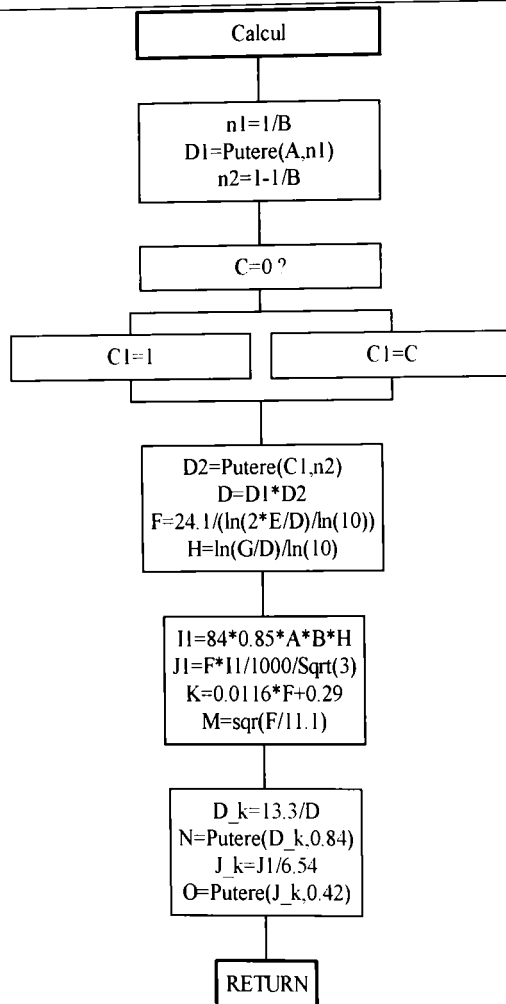 Calcul
n1=1/B
D1=Putere(A,n1)
n2=1-1/B
C=0 ?
C1=1
C1=C
D2=Putere(C1,n2)
D=D1*D2
F=24.1/(ln(2*E/D)/ln(10))
H=ln(G/D)/ln(10)
I1=84*0.85*A*B*H
J1=F*I1/1000/Sqrt(3)
K=0.0116*F+0.29
M=sqr(F/11.1)
D_k=13.3/D
N=Putere(D_k,0.84)
J_k=J1/6.54
O=Putere(J_k,0.42)
RETURN